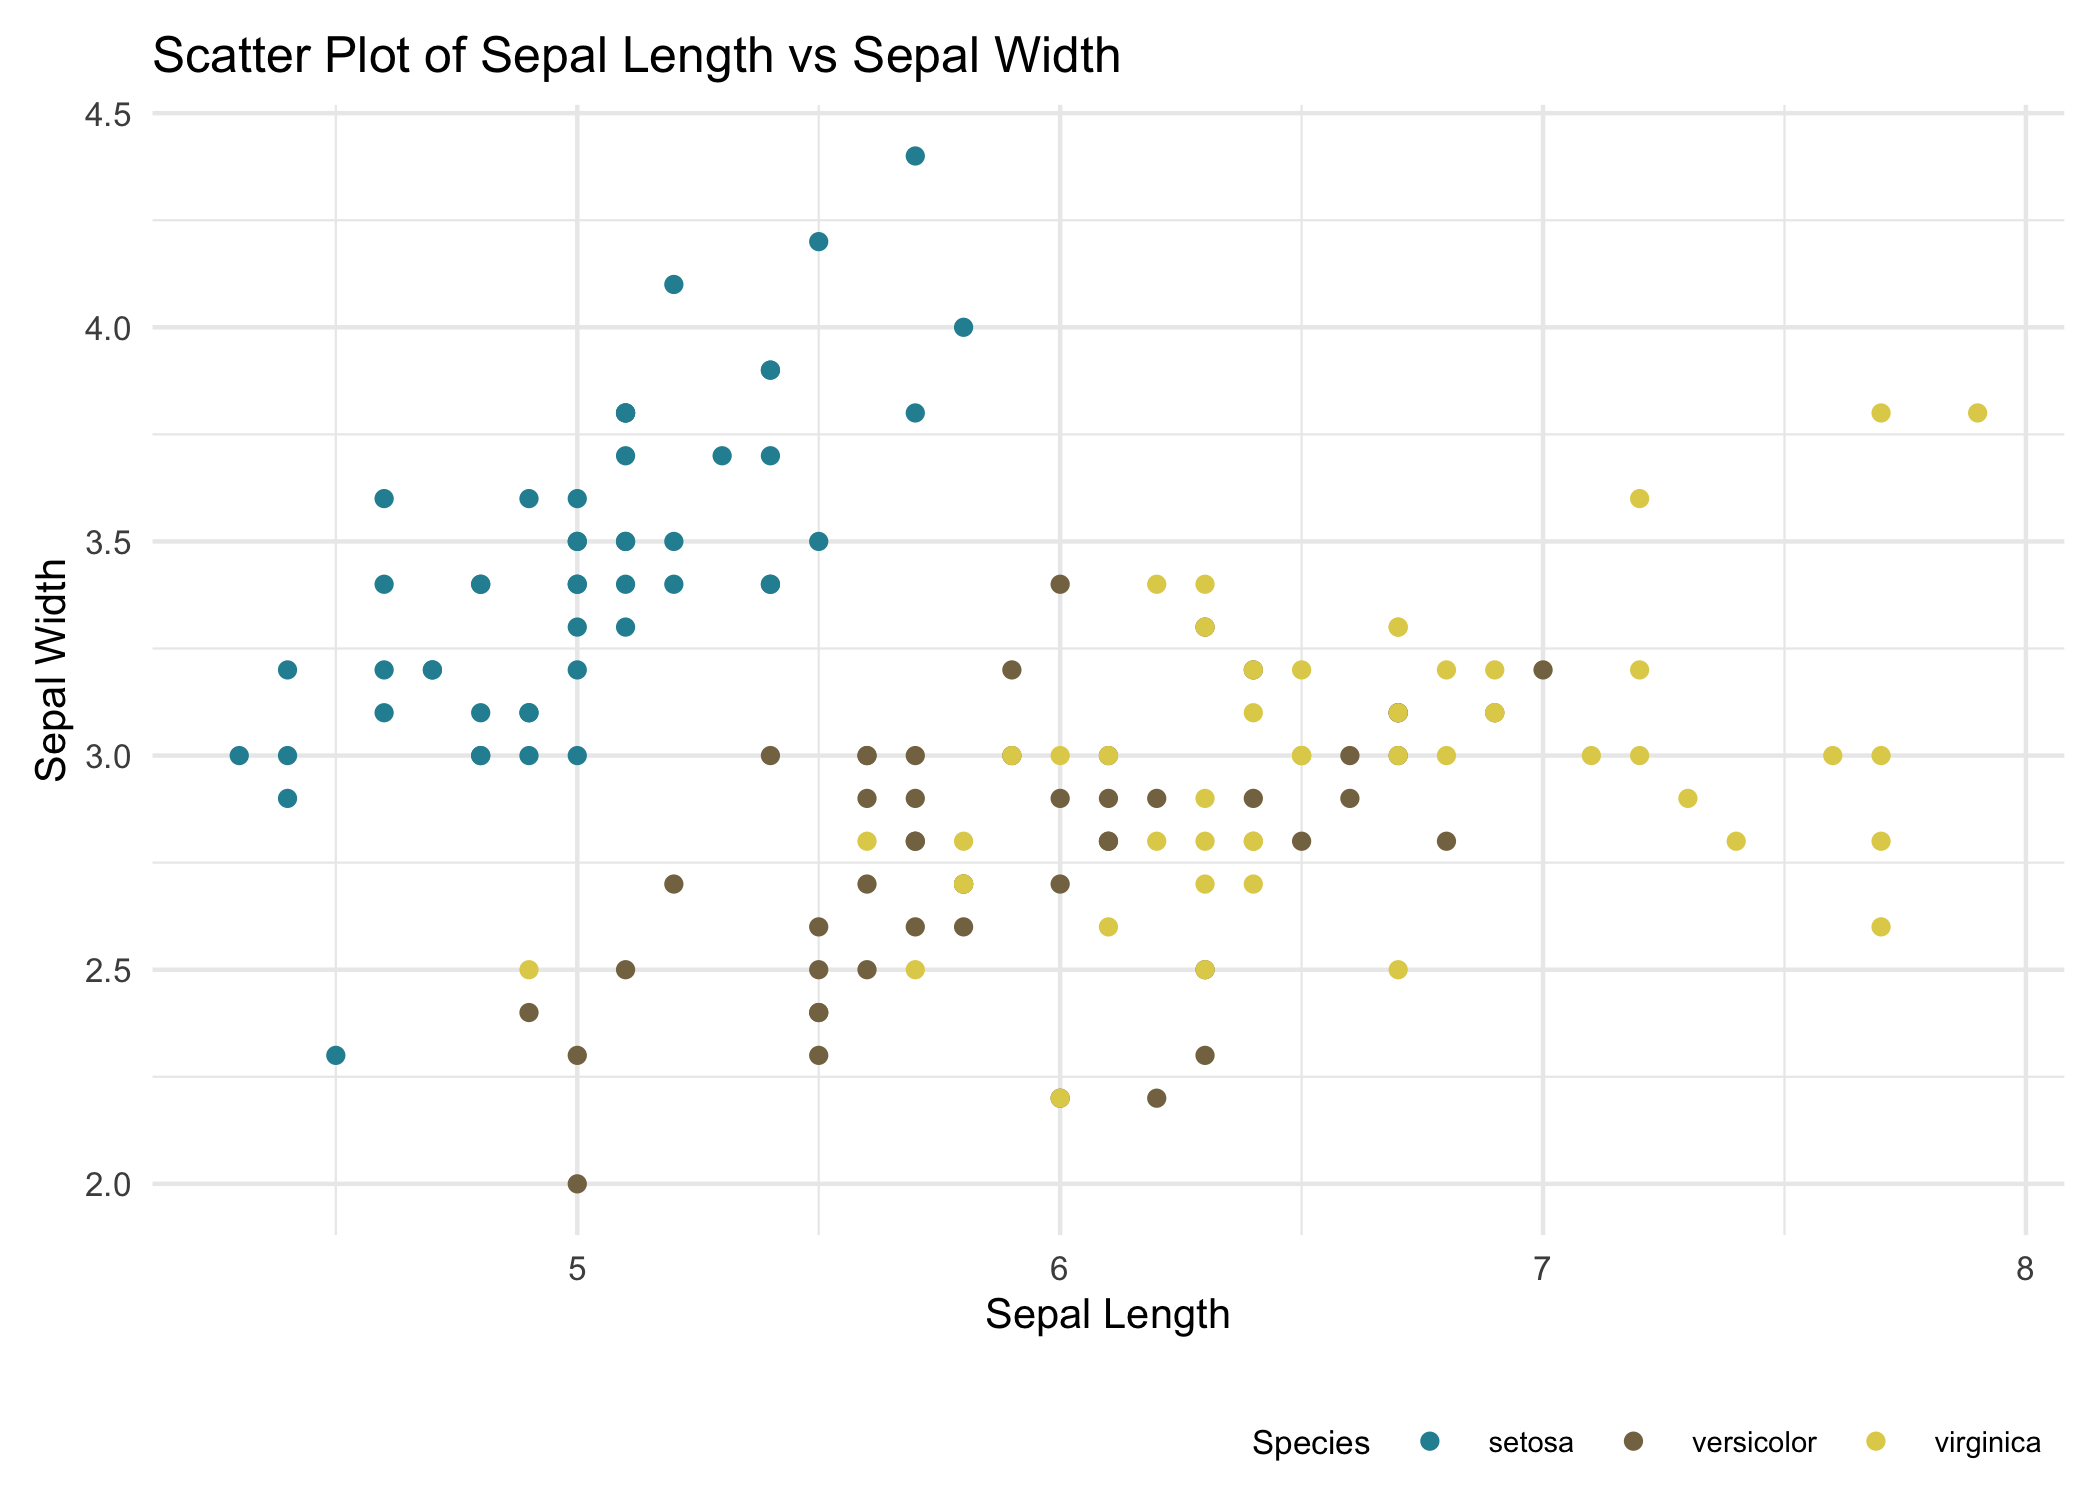 Scatter Plot of Sepal Length vs Sepal Width
4.5
4.0
3.5
3.0
2.5
2.0
Sepal Width
5 6 7 8
Sepal Length
Species setosa versicolor virginica